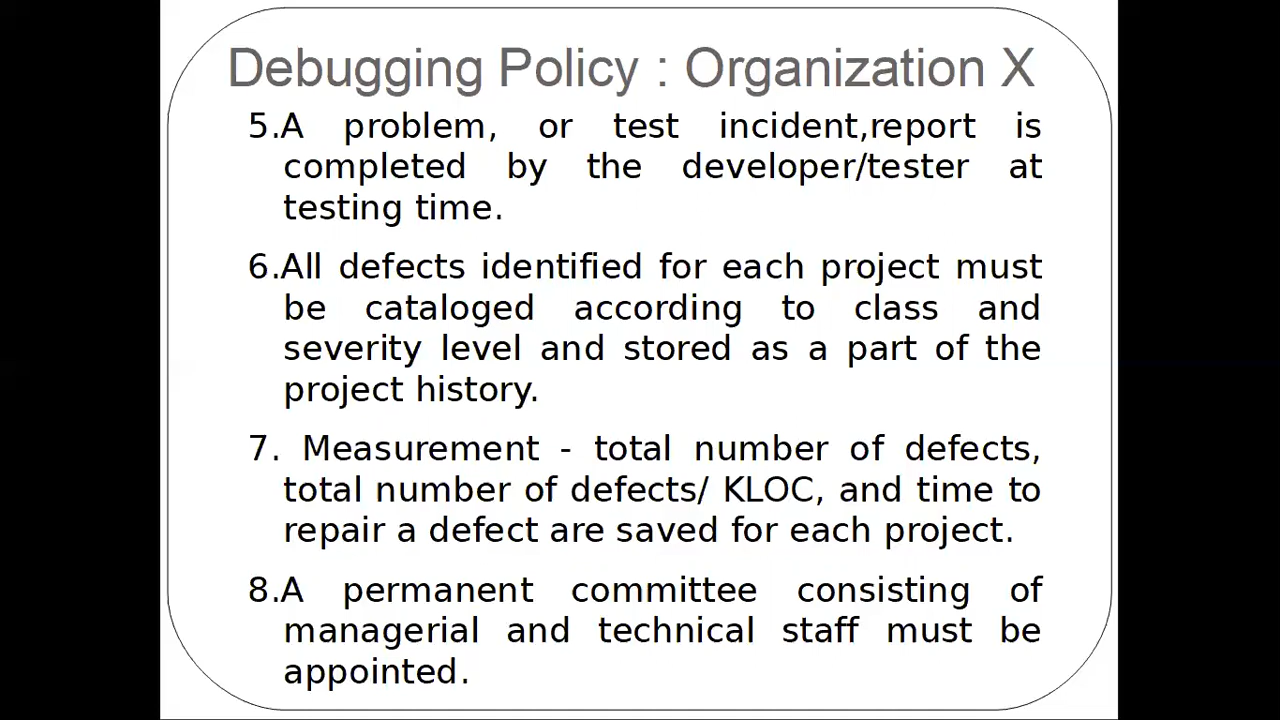 Debugging Policy : Organization X
5.A problem, or test incident,report is
completed by the developer/tester at
testing time.
6.All defects identified for each project must
be cataloged according to class and
severity level and stored as a part of the
project history.
7. Measurement - total number of defects,
total number of defects/ KLOC, and time to
repair a defect are saved for each project.
8.A permanent committee consisting of
managerial and technical staff must be
appointed.